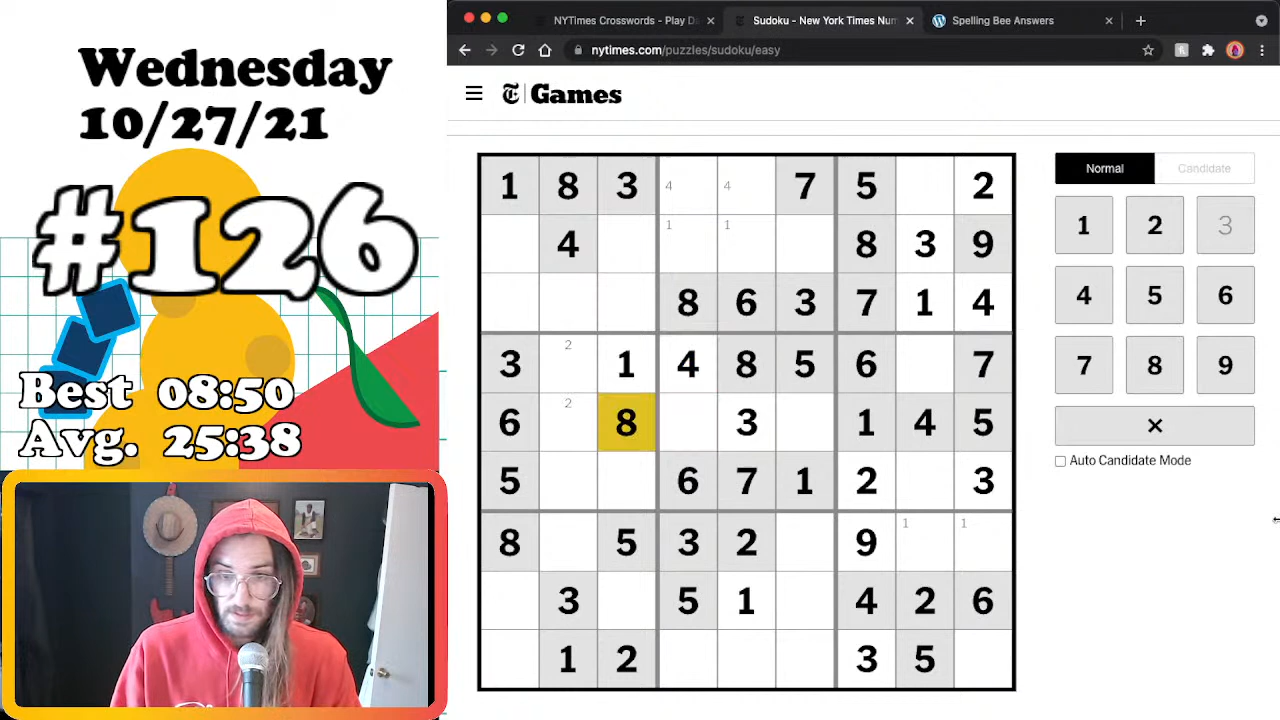 Wednesday
10/27/21
#126
Best 08:50
Avg. 25:38
NYTimes Crosswords - Play D
Sudoku - New York Times Num
Spelling Bee Answers
nytimes.com/puzzles/sudoku/easy
T Games
1 8 3 4 4 7 5 2
4 1 1 8 3 9
8 6 3 7 1 4
3 2 1 4 8 5 6 7
6 2 8 3 1 4 5
5 6 7 1 2 3
8 5 3 2 9 1 1
3 5 1 4 2 6
1 2 3 5
Normal Candidate
1 2 3
4 5 6
7 8 9
×
Auto Candidate Mode